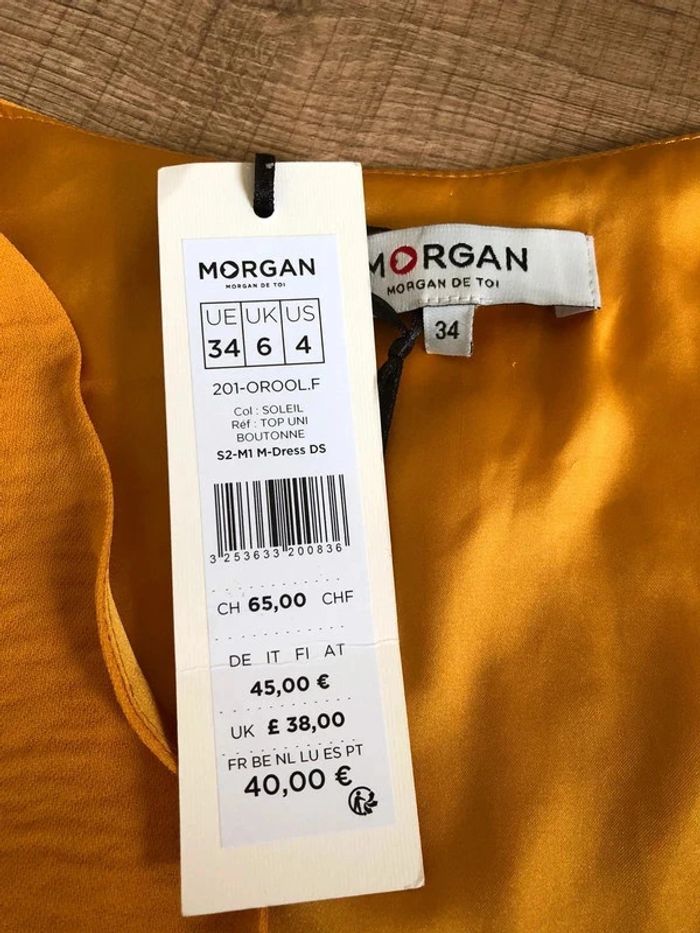 MORGAN
MORGAN DE TOI
UE UK US
34 6 4
201-OROOL.F
Col : SOLEIL
Réf : TOP UNI
BOUTONNE
S2-M1 M-Dress DS
3 253633 200836
CH 65,00 CHF
DE IT FI AT
45,00 €
UK £ 38,00
FR BE NL LU ES PT
40,00 €
MORGAN
MORGAN DE TOI
34